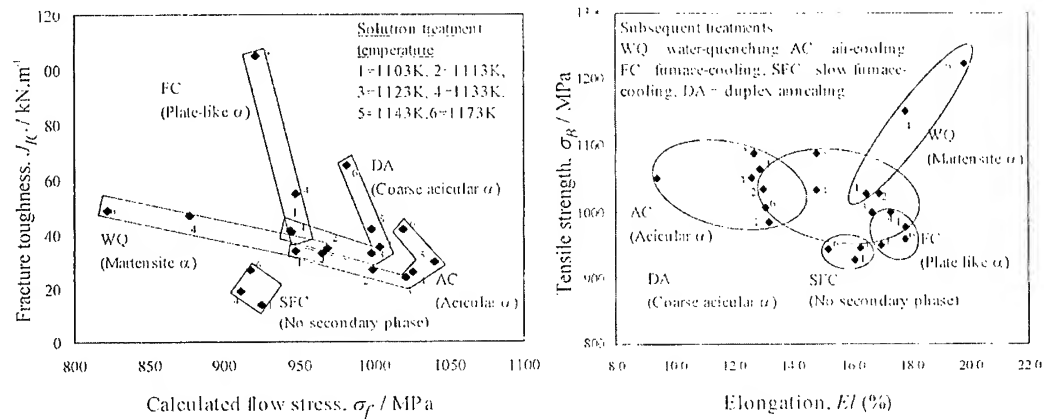 Solution treatment
temperature
1=1103K, 2=1113K,
3=1123K, 4=1133K,
5=1143K,6=1173K
FC
(Plate-like α)
DA
(Coarse acicular α)
WQ
(Martensite α)
SFC
(No secondary phase)
AC
(Acicular α)
00
80
60
40
20
0
800
850
900
950
1000
1050
1100
Fracture toughness, J_IC / kN.m⁻¹
Calculated flow stress, σ_f / MPa
Subsequent treatments
WQ water-quenching AC air-cooling
FC furnace-cooling, SFC slow furnace-
cooling, DA = duplex annealing
WQ
(Martensite α)
AC
(Acicular α)
FC
(Plate like α)
DA
(Coarse acicular α)
SFC
(No secondary phase)
1200
1100
1000
900
800
8.0
10.0
12.0
14.0
16.0
18.0
20.0
22.0
Tensile strength, σ_B / MPa
Elongation, El (%)